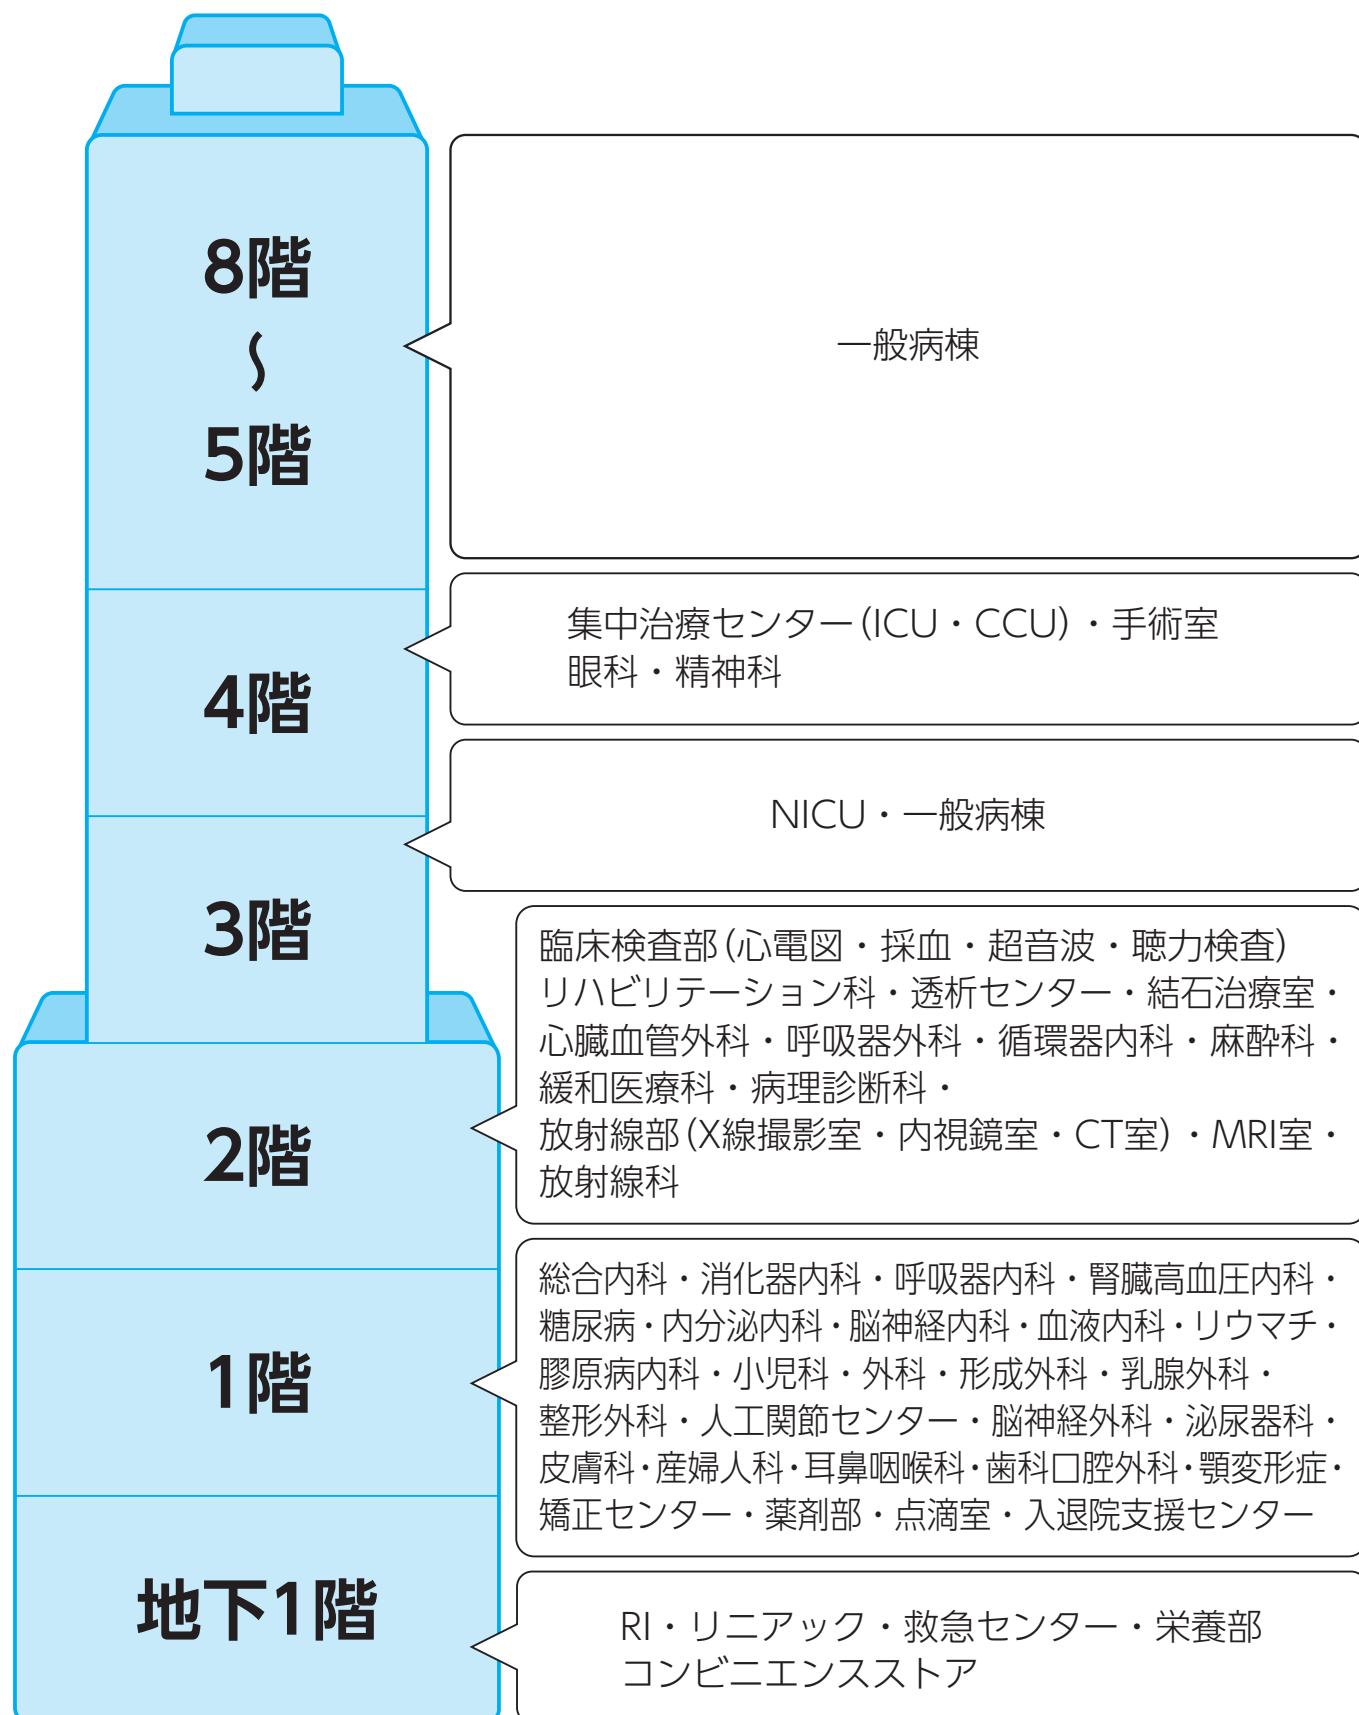 8階
〜
5階
一般病棟
4階
集中治療センター(ICU・CCU)・手術室
眼科・精神科
3階
NICU・一般病棟
2階
臨床検査部(心電図・採血・超音波・聴力検査)
リハビリテーション科・透析センター・結石治療室・
心臓血管外科・呼吸器外科・循環器内科・麻酔科・
緩和医療科・病理診断科・
放射線部(X線撮影室・内視鏡室・CT室)・MRI室・
放射線科
1階
総合内科・消化器内科・呼吸器内科・腎臓高血圧内科・
糖尿病・内分泌内科・脳神経内科・血液内科・リウマチ・
膠原病内科・小児科・外科・形成外科・乳腺外科・
整形外科・人工関節センター・脳神経外科・泌尿器科・
皮膚科・産婦人科・耳鼻咽喉科・歯科口腔外科・顎変形症・
矯正センター・薬剤部・点滴室・入退院支援センター
地下1階
RI・リニアック・救急センター・栄養部
コンビニエンスストア